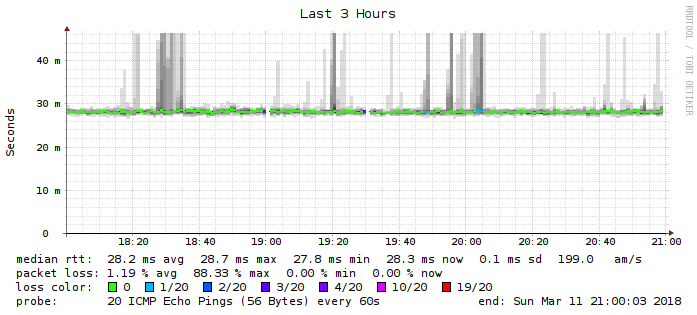 Last 3 Hours
RRDTOOL / TOBI OETIKER
Seconds
40 m
30 m
20 m
10 m
0
18:20 18:40 19:00 19:20 19:40 20:00 20:20 20:40 21:00
median rtt: 28.2 ms avg 28.7 ms max 27.8 ms min 28.3 ms now 0.1 ms sd 199.0 am/s
packet loss: 1.19 % avg 88.33 % max 0.00 % min 0.00 % now
loss color: 0 1/20 2/20 3/20 4/20 10/20 19/20
probe: 20 ICMP Echo Pings (56 Bytes) every 60s end: Sun Mar 11 21:00:03 2018